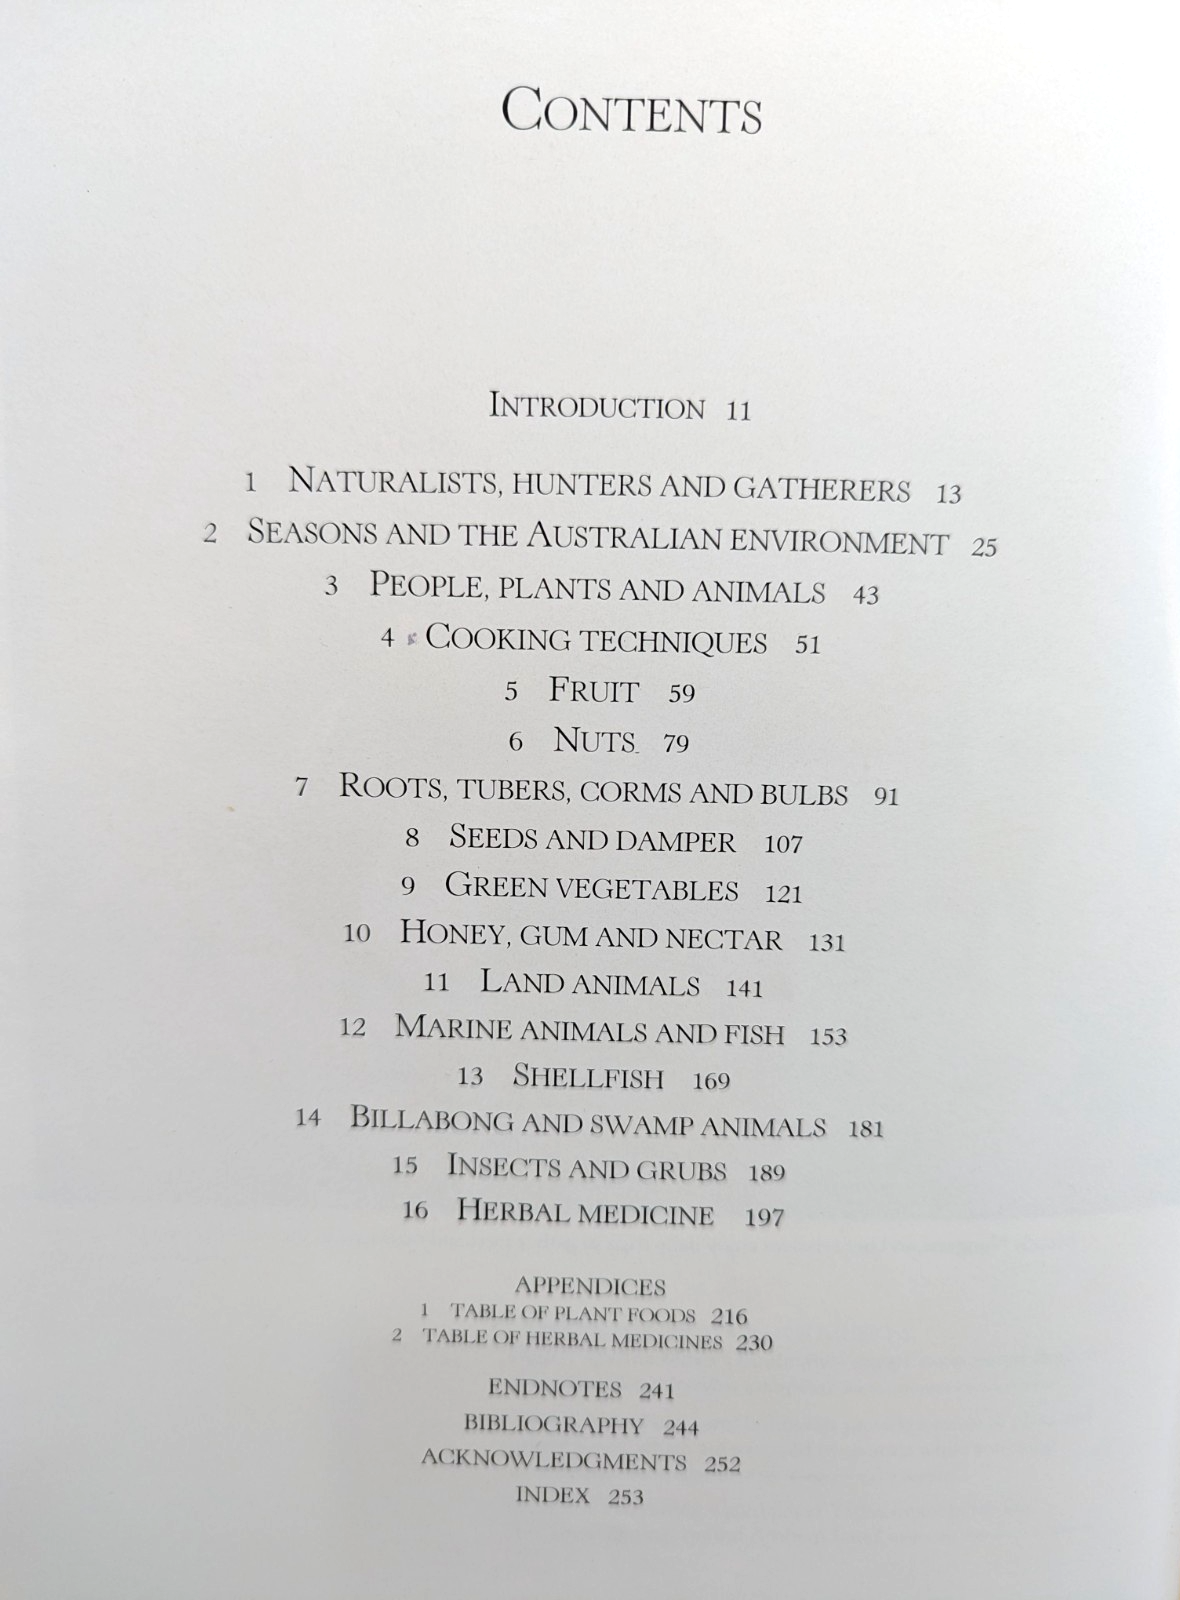 CONTENTS
INTRODUCTION 11
1 NATURALISTS, HUNTERS AND GATHERERS 13
2 SEASONS AND THE AUSTRALIAN ENVIRONMENT 25
3 PEOPLE, PLANTS AND ANIMALS 43
4 COOKING TECHNIQUES 51
5 FRUIT 59
6 NUTS 79
7 ROOTS, TUBERS, CORMS AND BULBS 91
8 SEEDS AND DAMPER 107
9 GREEN VEGETABLES 121
10 HONEY, GUM AND NECTAR 131
11 LAND ANIMALS 141
12 MARINE ANIMALS AND FISH 153
13 SHELLFISH 169
14 BILLABONG AND SWAMP ANIMALS 181
15 INSECTS AND GRUBS 189
16 HERBAL MEDICINE 197
APPENDICES
1 TABLE OF PLANT FOODS 216
2 TABLE OF HERBAL MEDICINES 230
ENDNOTES 241
BIBLIOGRAPHY 244
ACKNOWLEDGMENTS 252
INDEX 253